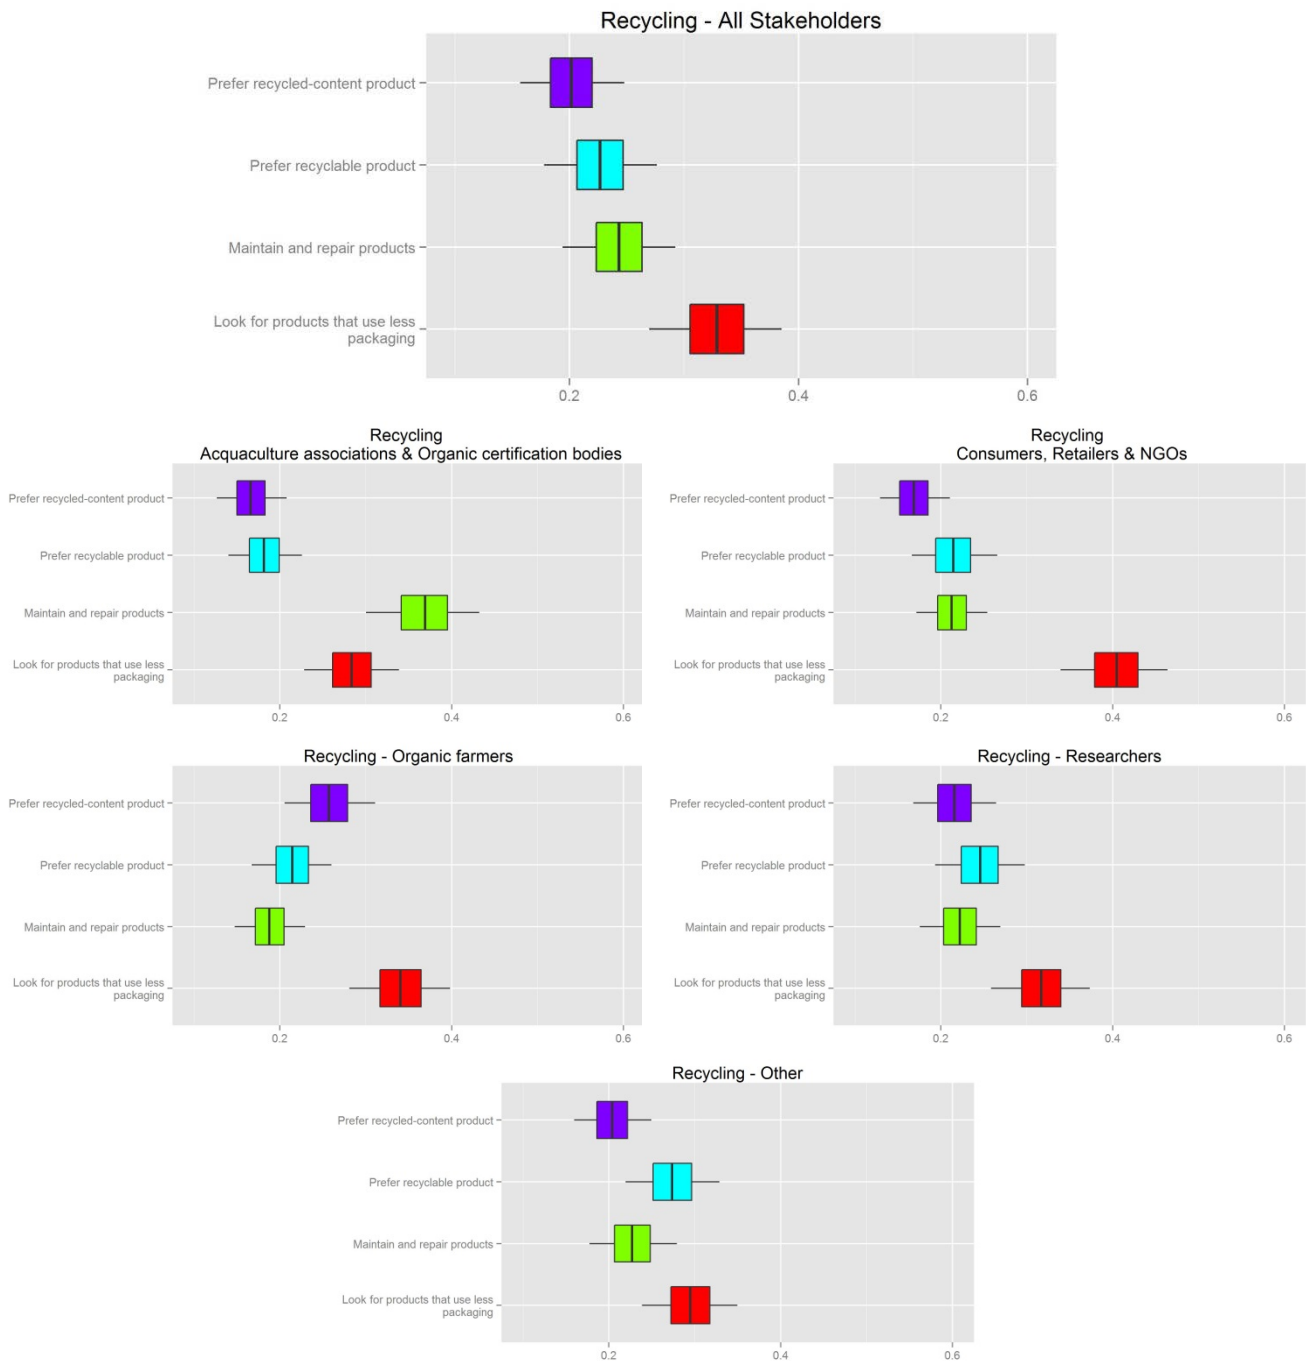 Recycling - All Stakeholders
Prefer recycled-content product
Prefer recyclable product
Maintain and repair products
Look for products that use less
packaging
0.2 0.4 0.6
Recycling
Acquaculture associations & Organic certification bodies
Prefer recycled-content product
Prefer recyclable product
Maintain and repair products
Look for products that use less
packaging
0.2 0.4 0.6
Recycling
Consumers, Retailers & NGOs
Prefer recycled-content product
Prefer recyclable product
Maintain and repair products
Look for products that use less
packaging
0.2 0.4 0.6
Recycling - Organic farmers
Prefer recycled-content product
Prefer recyclable product
Maintain and repair products
Look for products that use less
packaging
0.2 0.4 0.6
Recycling - Researchers
Prefer recycled-content product
Prefer recyclable product
Maintain and repair products
Look for products that use less
packaging
0.2 0.4 0.6
Recycling - Other
Prefer recycled-content product
Prefer recyclable product
Maintain and repair products
Look for products that use less
packaging
0.2 0.4 0.6